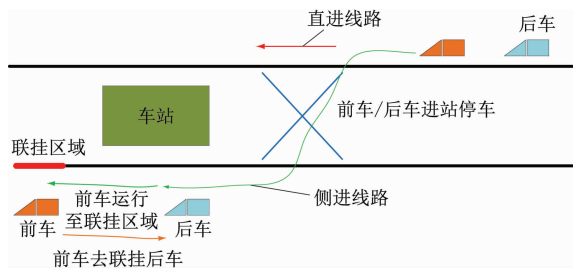 直进线路
后车
车站
前车/后车进站停车
联挂区域
前车运行
至联挂区域
侧进线路
前车
后车
前车去联挂后车